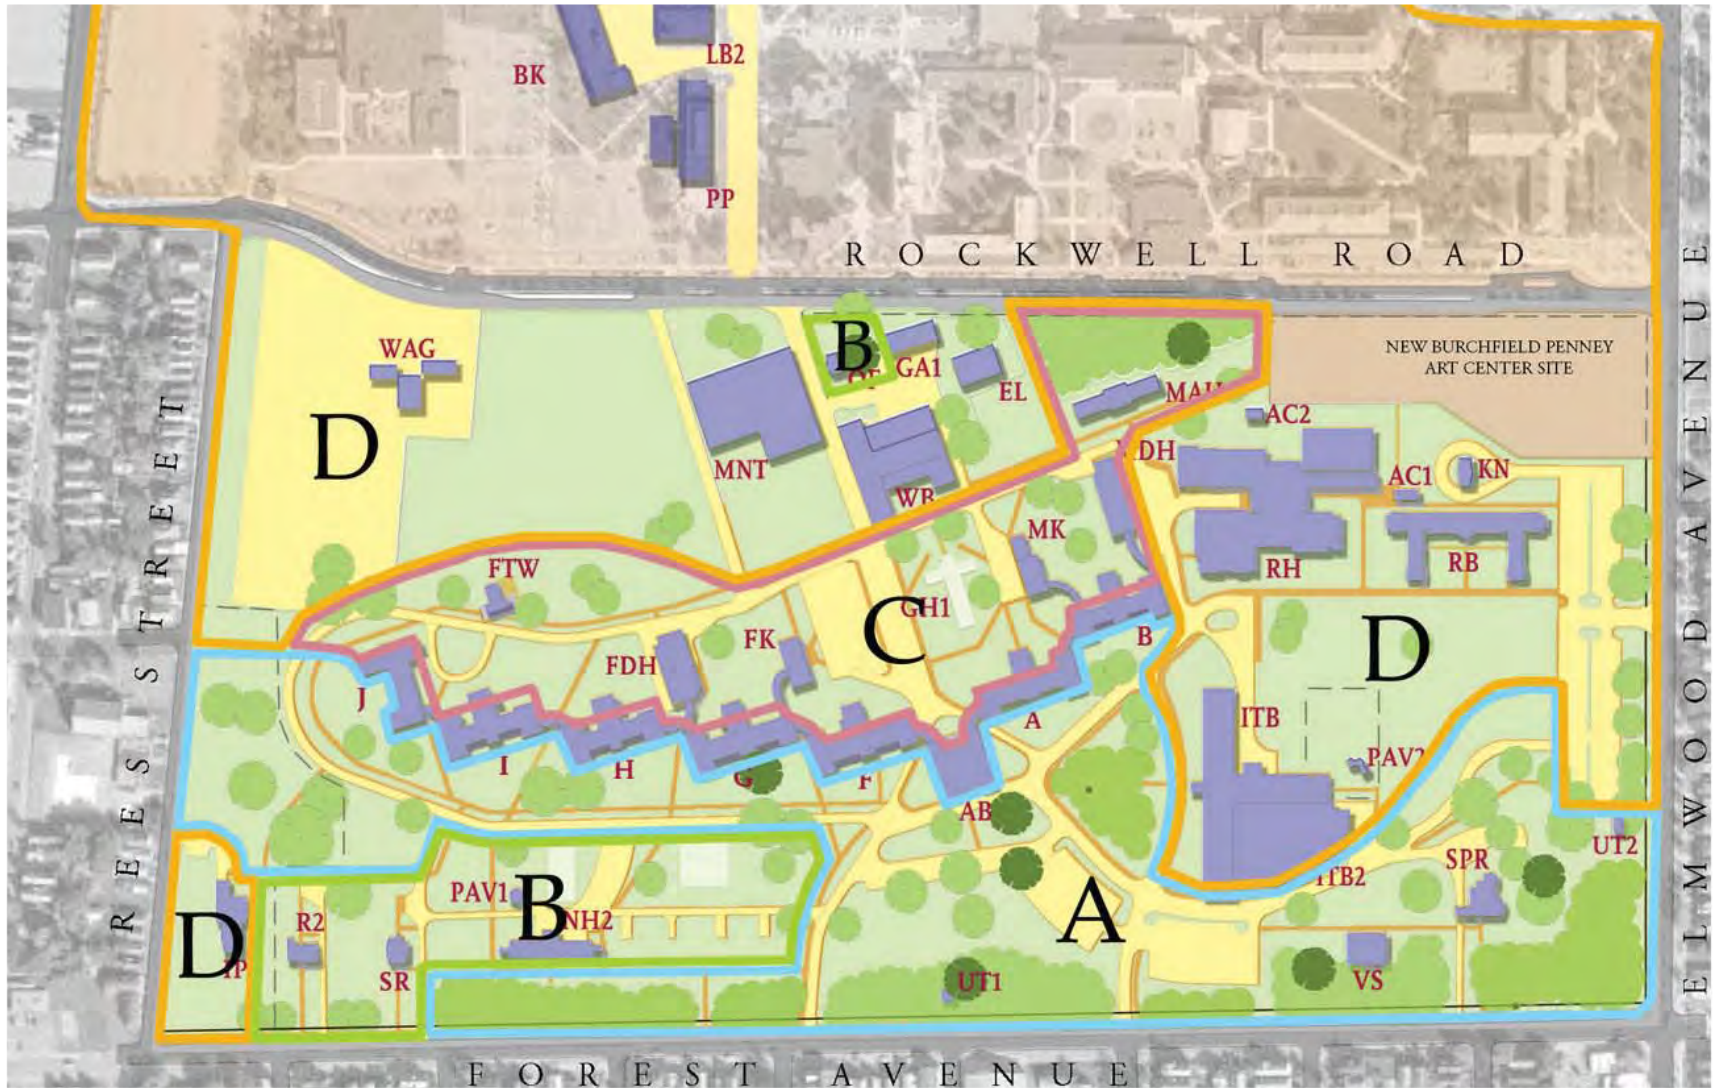 LB2
BK
PP
ROCKWELL ROAD
NEW BURCHFIELD PENNEY
ART CENTER SITE
WAG
B
GA1
EL
MAH
AC2
D
MNT
WB
KN
AC1
MK
RH
RB
FTW
GH1
C
FK
FDH
B
D
J
A
ITB
PAV2
I
H
G
F
AB
UT2
SPR
ITB2
PAV1
B
NH2
A
R2
D
IP
SR
UT1
VS
REES STREET
ELMWOOD AVENUE
FOREST AVENUE